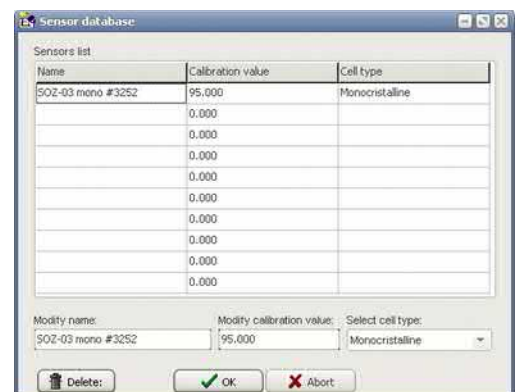 Sensor database
Sensors list
Name Calibration value Cell type
SOZ-03 mono #3252 95.000 Monocristalline
0.000
0.000
0.000
0.000
0.000
0.000
0.000
0.000
0.000
Modify name: Modify calibration value: Select cell type:
SOZ-03 mono #3252 95.000 Monocristalline
Delete: OK Abort